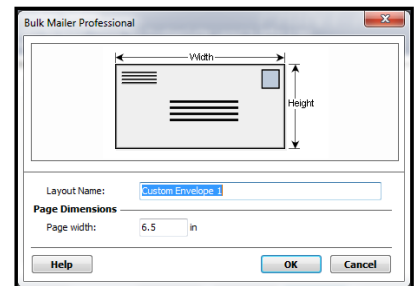 Bulk Mailer Professional
Width
Height
Layout Name: Custom Envelope 1
Page Dimensions
Page width: 6.5 in
Help OK Cancel